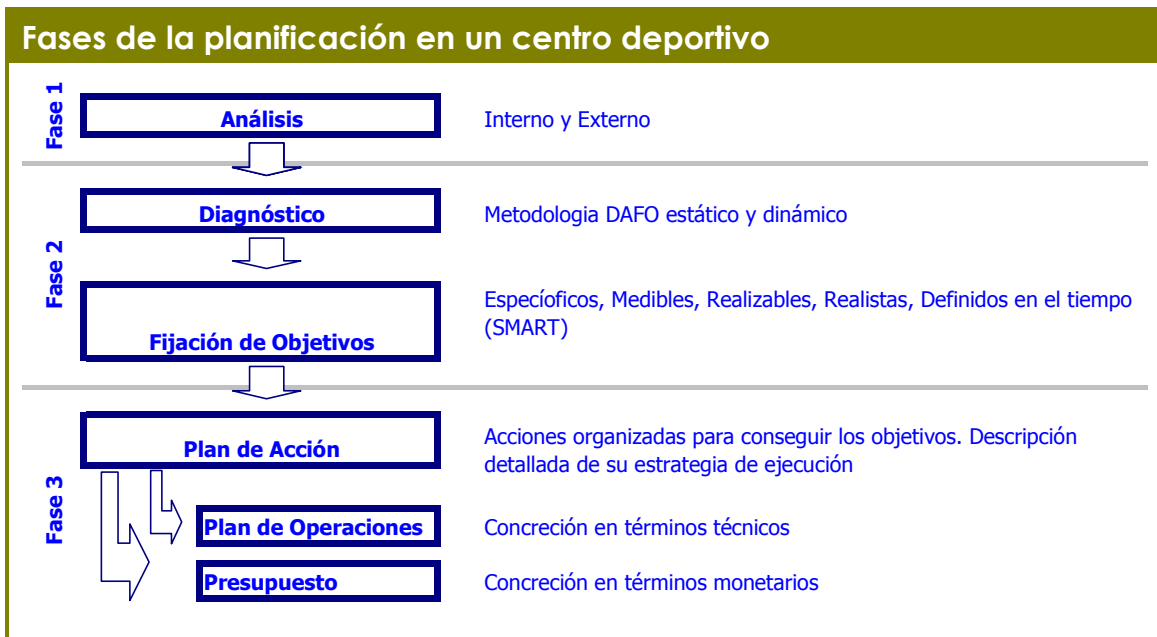 Fases de la planificación en un centro deportivo
Fase 1
Análisis
Interno y Externo
Fase 2
Diagnóstico
Metodologia DAFO estático y dinámico
Fijación de Objetivos
Especíoficos, Medibles, Realizables, Realistas, Definidos en el tiempo
(SMART)
Fase 3
Plan de Acción
Acciones organizadas para conseguir los objetivos. Descripción
detallada de su estrategia de ejecución
Plan de Operaciones
Concreción en términos técnicos
Presupuesto
Concreción en términos monetarios